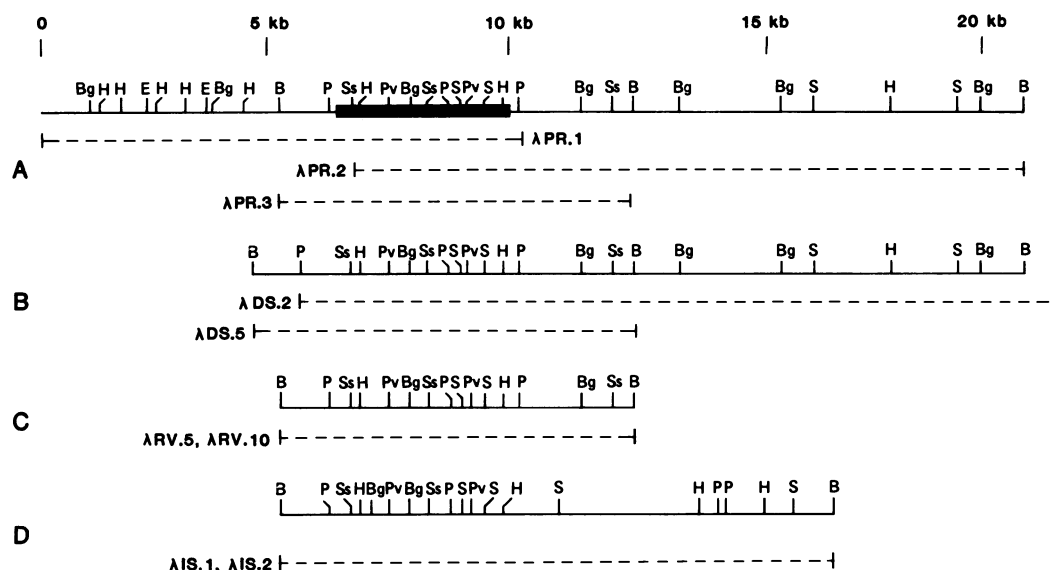 0 5 kb 10 kb 15 kb 20 kb
Bg H H E H H E Bg H B P Ss H Pv Bg Ss P S Pv S H P Bg Ss B Bg Bg S H S Bg B
λPR.1
A λPR.2
λPR.3
B P Ss H Pv Bg Ss P S Pv S H P Bg Ss B Bg Bg S H S Bg B
B λDS.2
λDS.5
B P Ss H Pv Bg Ss P S Pv S H P Bg Ss B
C
λRV.5, λRV.10
B P Ss H Bg Pv Bg Ss P S Pv S H S H P P H S B
D
λIS.1, λIS.2